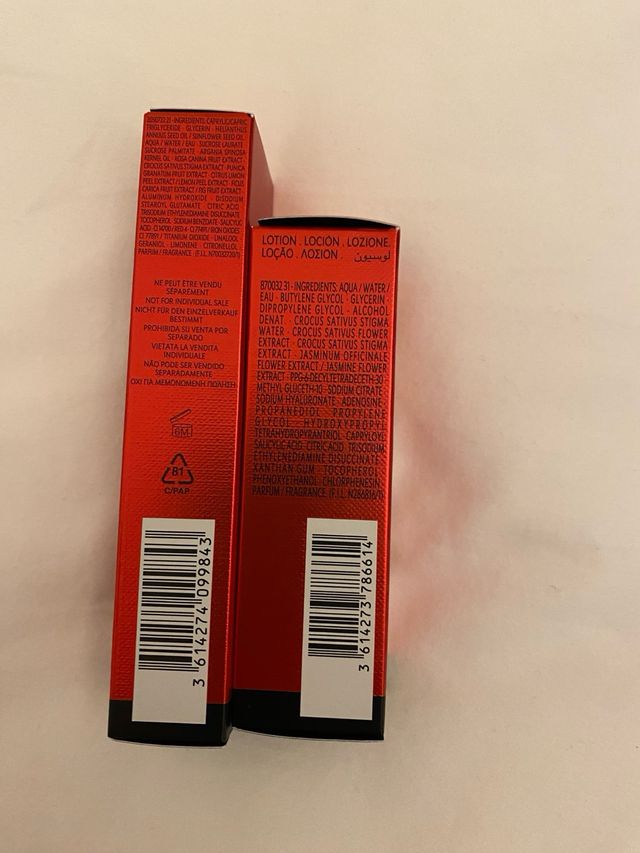 2280732 21 - INGREDIENTS: CAPRYLIC/CAPRIC
TRIGLYCERIDE · GLYCERIN · HELIANTHUS
ANNUUS SEED OIL / SUNFLOWER SEED OIL
AQUA / WATER / EAU · SUCROSE LAURATE
SUCROSE PALMITATE · ARGANIA SPINOSA
KERNEL OIL · ROSA CANINA FRUIT EXTRACT ·
CROCUS SATIVUS STIGMA EXTRACT · PUNICA
GRANATUM FRUIT EXTRACT · CITRUS LIMON
PEEL EXTRACT / LEMON PEEL EXTRACT · FICUS
CARICA FRUIT EXTRACT / FIG FRUIT EXTRACT ·
ALUMINUM HYDROXIDE · DISODIUM
STEAROYL GLUTAMATE · CITRIC ACID
TRISODIUM ETHYLENEDIAMINE DISUCCINATE
TOCOPHEROL · SODIUM BENZOATE · SALICYLIC
ACID · CI 14700 / RED 4 · CI 77491 / IRON OXIDES
CI 77891 / TITANIUM DIOXIDE · LINALOOL
GERANIOL · LIMONENE · CITRONELLOL ·
PARFUM / FRAGRANCE (F.I.L.
NE PEUT ÊTRE VENDU
SÉPARÉMENT
NOT FOR INDIVIDUAL SALE
NICHT FÜR DEN EINZELVERKAUF
BESTIMMT
PROHIBIDA SU VENTA POR
SEPARADO
VIETATA LA VENDITA
INDIVIDUALE
NÃO PODE SER VENDIDO
SEPARADAMENTE
ΟΧΙ ΓΙΑ ΜΕΜΟΝΩΜΕΝΗ ΠΩΛΗΣΗ
6M
81
C/PAP
3 614274 099843
LOTION . LOCIÓN . LOZIONE.
LOÇÃO . ΛΟΣΙΟΝ . لوسيون
870032 31 - INGREDIENTS: AQUA / WATER /
EAU · BUTYLENE GLYCOL · GLYCERIN ·
DIPROPYLENE GLYCOL · ALCOHOL
DENAT. · CROCUS SATIVUS STIGMA
WATER · CROCUS SATIVUS FLOWER
EXTRACT · CROCUS SATIVUS STIGMA
EXTRACT · JASMINUM OFFICINALE
FLOWER EXTRACT / JASMINE FLOWER
EXTRACT · PPG-6-DECYLTETRADECETH-30
METHYL GLUCETH-10 · SODIUM CITRATE
SODIUM HYALURONATE · ADENOSINE
PROPANEDIOL · PROPYLENE
GLYCOL · HYDROXYPROPYL
TETRAHYDROPYRANTRIOL · CAPRYLOYL
SALICYLIC ACID · CITRIC ACID · TRISODIUM
ETHYLENEDIAMINE DISUCCINATE
XANTHAN GUM · TOCOPHEROL
PHENOXYETHANOL · CHLORPHENESIN
PARFUM / FRAGRANCE (F.I.L. N286816/1)
3 614273 786614